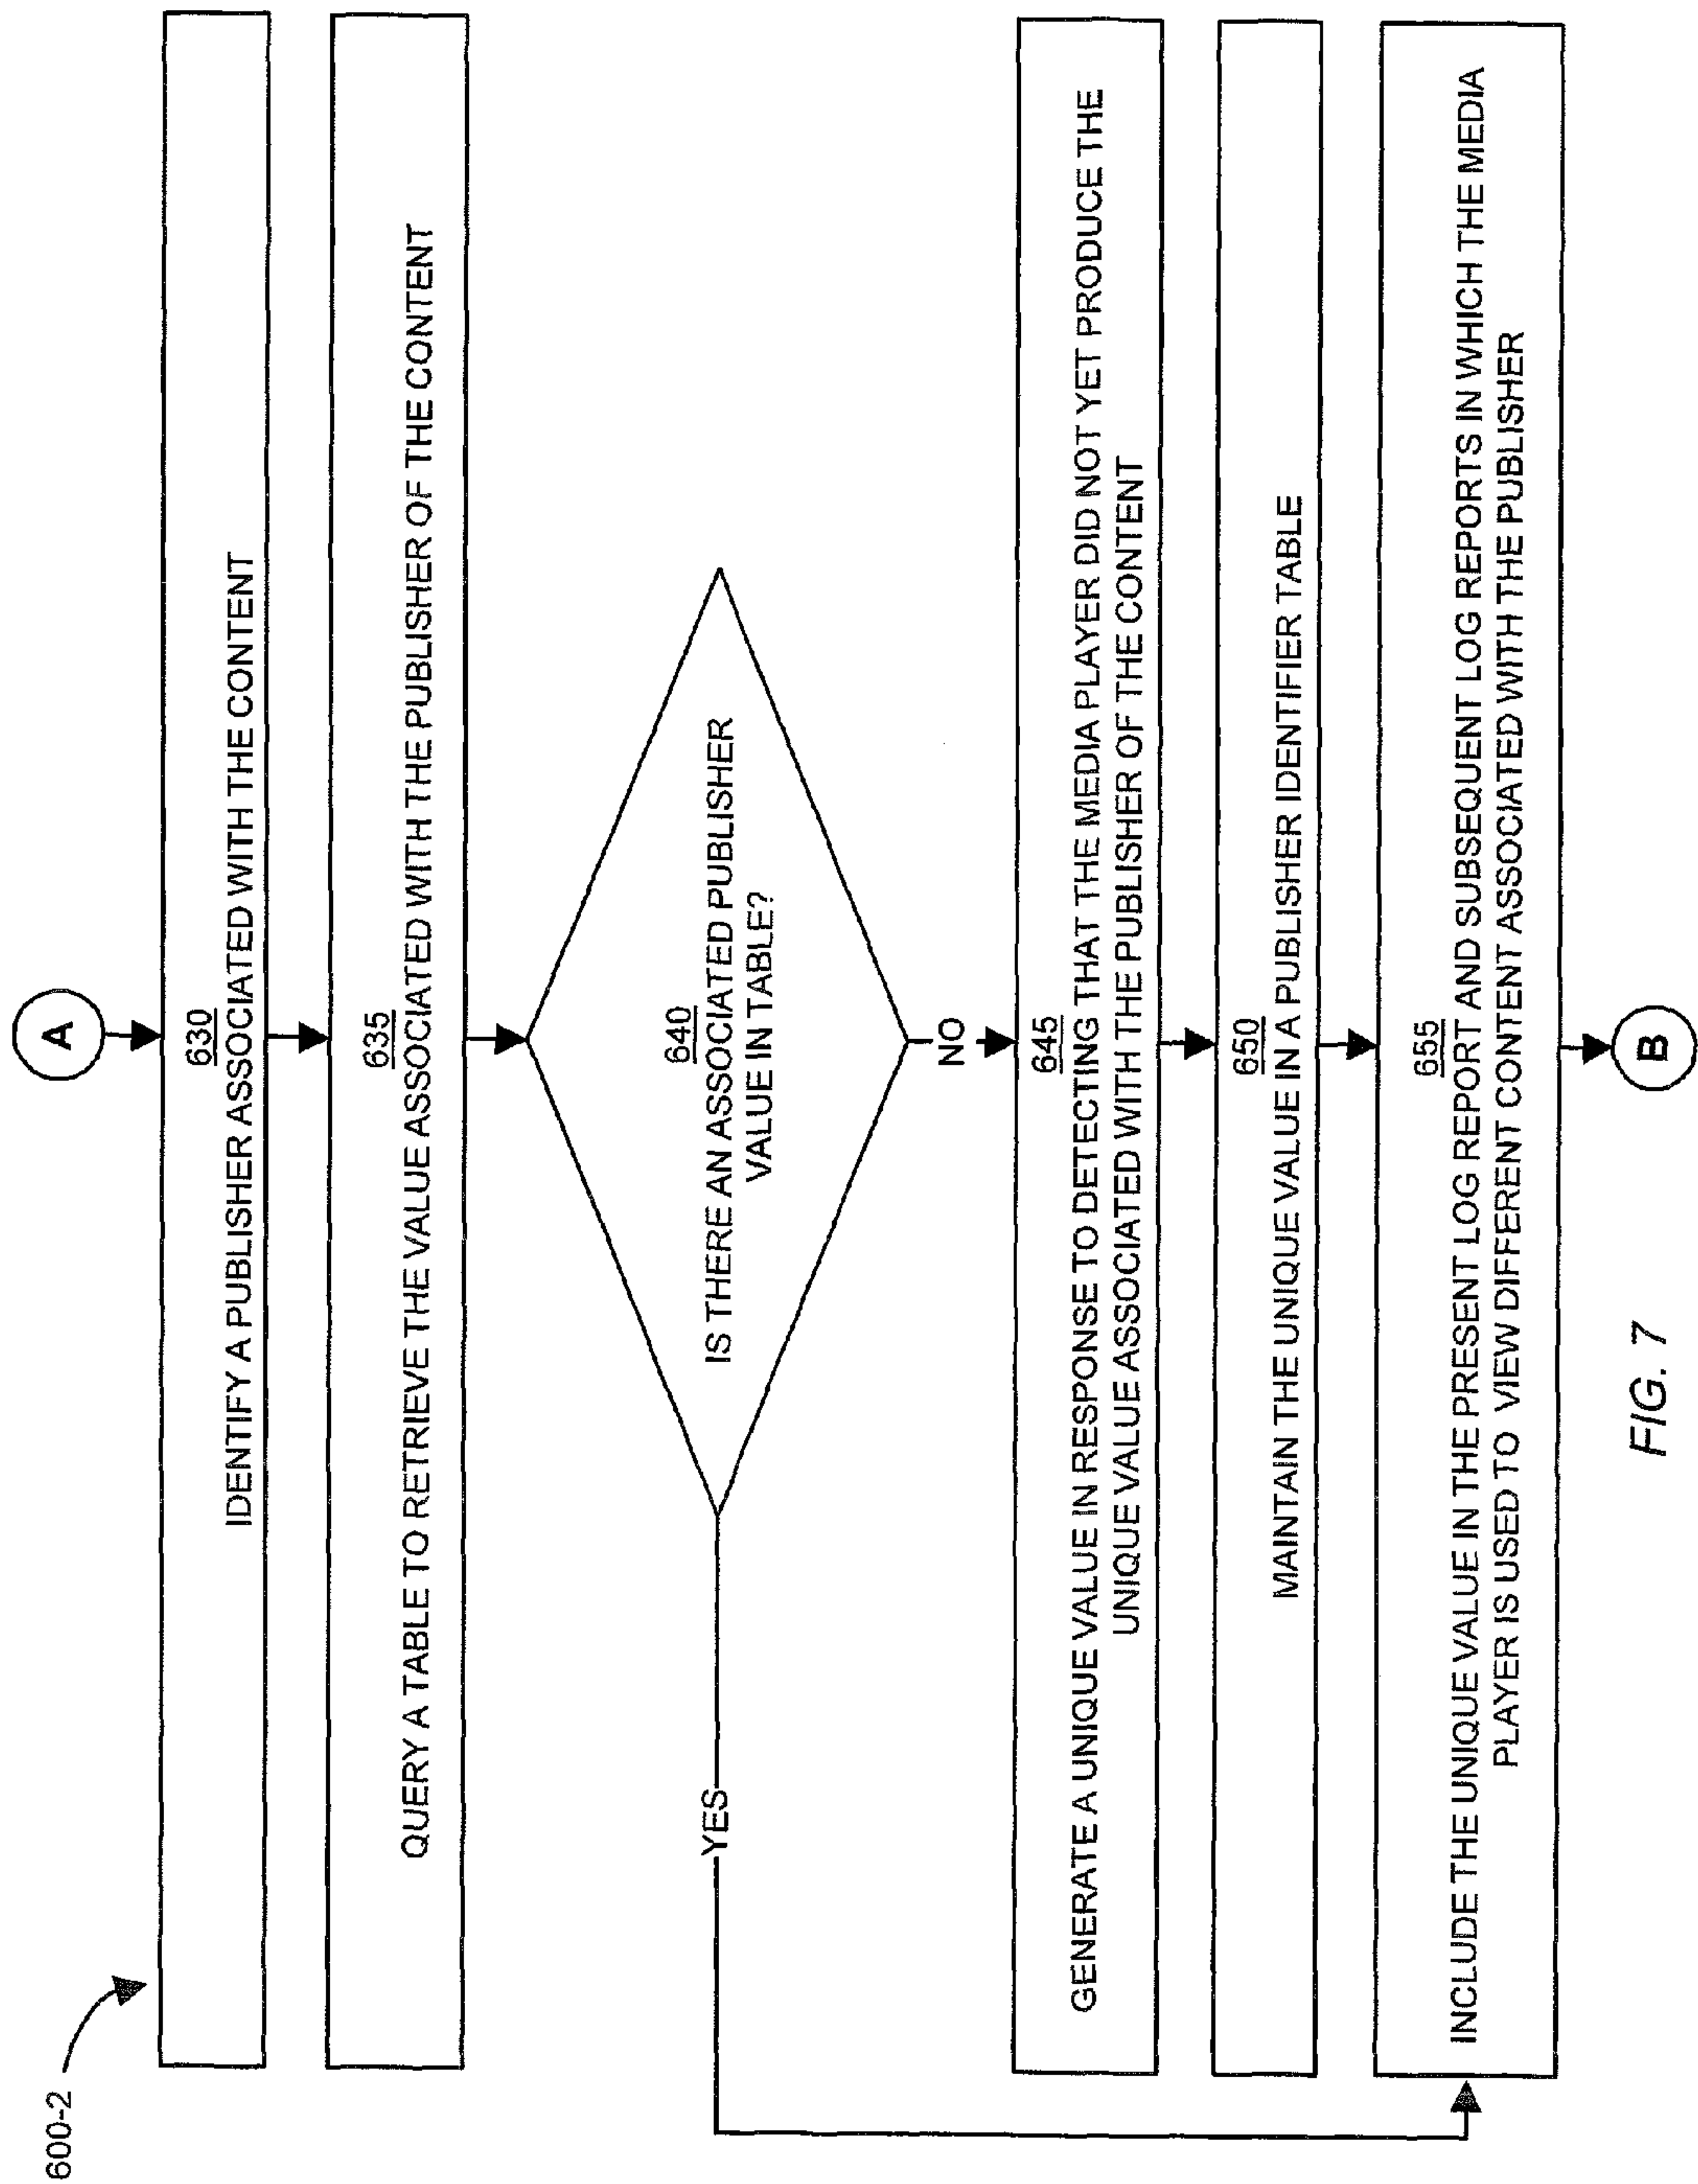 600-2
A
630
IDENTIFY A PUBLISHER ASSOCIATED WITH THE CONTENT
635
QUERY A TABLE TO RETRIEVE THE VALUE ASSOCIATED WITH THE PUBLISHER OF THE CONTENT
640
IS THERE AN ASSOCIATED PUBLISHER
VALUE IN TABLE?
YES
NO
645
GENERATE A UNIQUE VALUE IN RESPONSE TO DETECTING THAT THE MEDIA PLAYER DID NOT YET PRODUCE THE
UNIQUE VALUE ASSOCIATED WITH THE PUBLISHER OF THE CONTENT
650
MAINTAIN THE UNIQUE VALUE IN A PUBLISHER IDENTIFIER TABLE
655
INCLUDE THE UNIQUE VALUE IN THE PRESENT LOG REPORT AND SUBSEQUENT LOG REPORTS IN WHICH THE MEDIA
PLAYER IS USED TO VIEW DIFFERENT CONTENT ASSOCIATED WITH THE PUBLISHER
B
FIG. 7